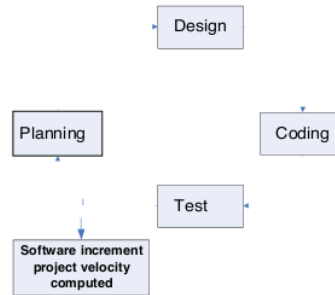 Design
Planning
Coding
Test
Software increment
project velocity
computed